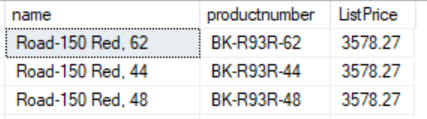 name productnumber ListPrice
Road-150 Red, 62 BK-R93R-62 3578.27
Road-150 Red, 44 BK-R93R-44 3578.27
Road-150 Red, 48 BK-R93R-48 3578.27